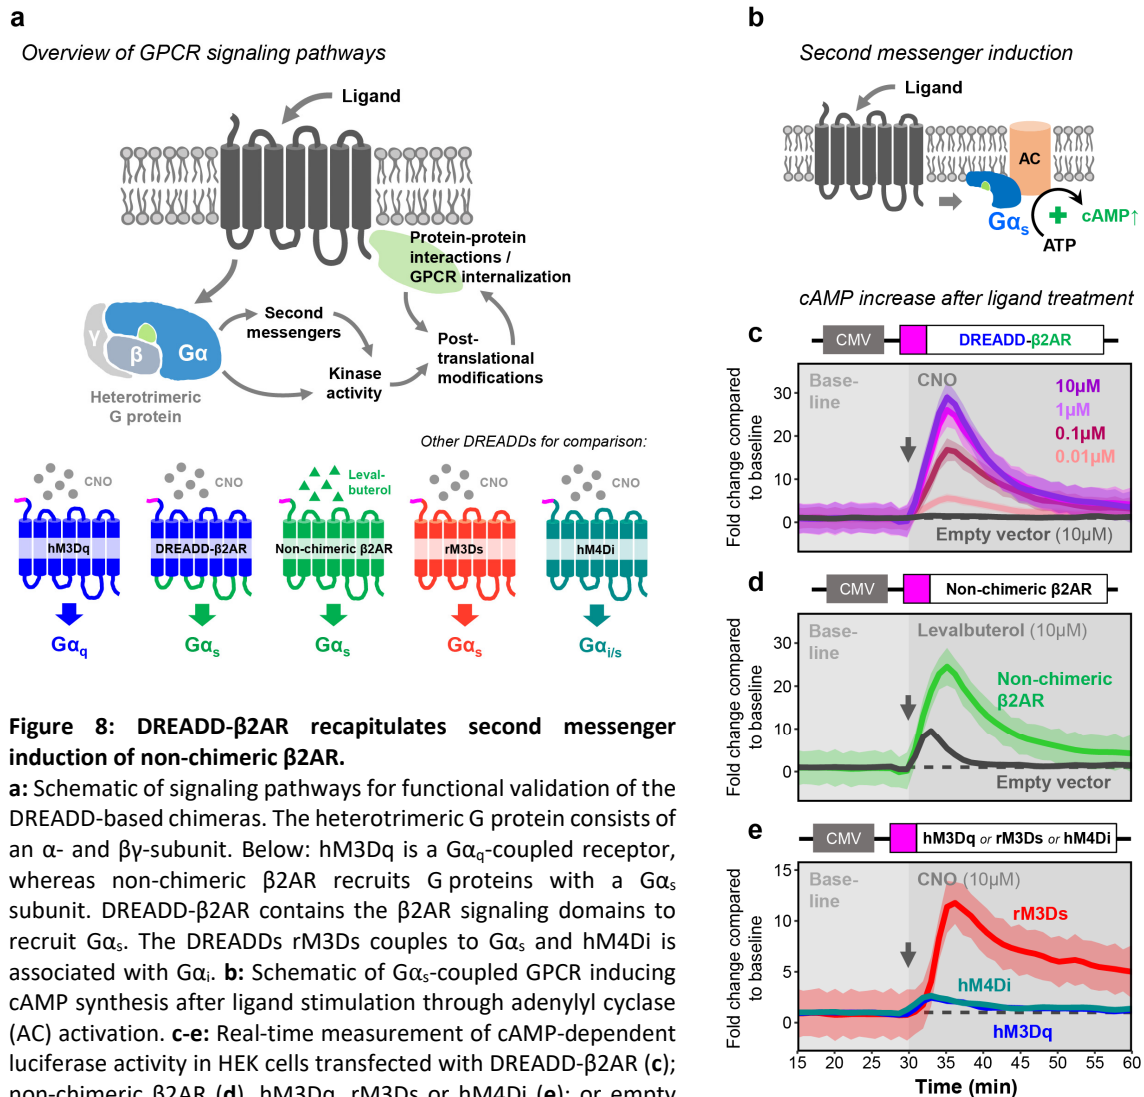 a
Overview of GPCR signaling pathways
Ligand
Protein-protein
interactions /
GPCR internalization
γ
β
Gα
Heterotrimeric
G protein
Second
messengers
Kinase
activity
Post-
translational
modifications
Other DREADDs for comparison:
CNO
CNO
Leval-
buterol
CNO
CNO
hM3Dq
DREADD-β2AR
Non-chimeric β2AR
rM3Ds
hM4Di
Gαq
Gαs
Gαs
Gαs
Gαi/s
Figure 8: DREADD-β2AR recapitulates second messenger
induction of non-chimeric β2AR.
a: Schematic of signaling pathways for functional validation of the
DREADD-based chimeras. The heterotrimeric G protein consists of
an α- and βγ-subunit. Below: hM3Dq is a Gαq-coupled receptor,
whereas non-chimeric β2AR recruits G proteins with a Gαs
subunit. DREADD-β2AR contains the β2AR signaling domains to
recruit Gαs. The DREADDs rM3Ds couples to Gαs and hM4Di is
associated with Gαi. b: Schematic of Gαs-coupled GPCR inducing
cAMP synthesis after ligand stimulation through adenylyl cyclase
(AC) activation. c-e: Real-time measurement of cAMP-dependent
luciferase activity in HEK cells transfected with DREADD-β2AR (c);
non-chimeric β2AR (d), hM3Dq, rM3Ds or hM4Di (e); or empty
b
Second messenger induction
Ligand
AC
Gαs
+
cAMP↑
ATP
cAMP increase after ligand treatment
c
CMV
DREADD-β2AR
Fold change compared
to baseline
30
20
10
0
Base-
line
CNO
10µM
1µM
0.1µM
0.01µM
Empty vector (10µM)
d
CMV
Non-chimeric β2AR
Fold change compared
to baseline
30
20
10
0
Base-
line
Levalbuterol (10µM)
Non-chimeric
β2AR
Empty vector
e
CMV
hM3Dq or rM3Ds or hM4Di
Fold change compared
to baseline
15
10
5
0
Base-
line
CNO (10µM)
rM3Ds
hM4Di
hM3Dq
15 20 25 30 35 40 45 50 55 60
Time (min)